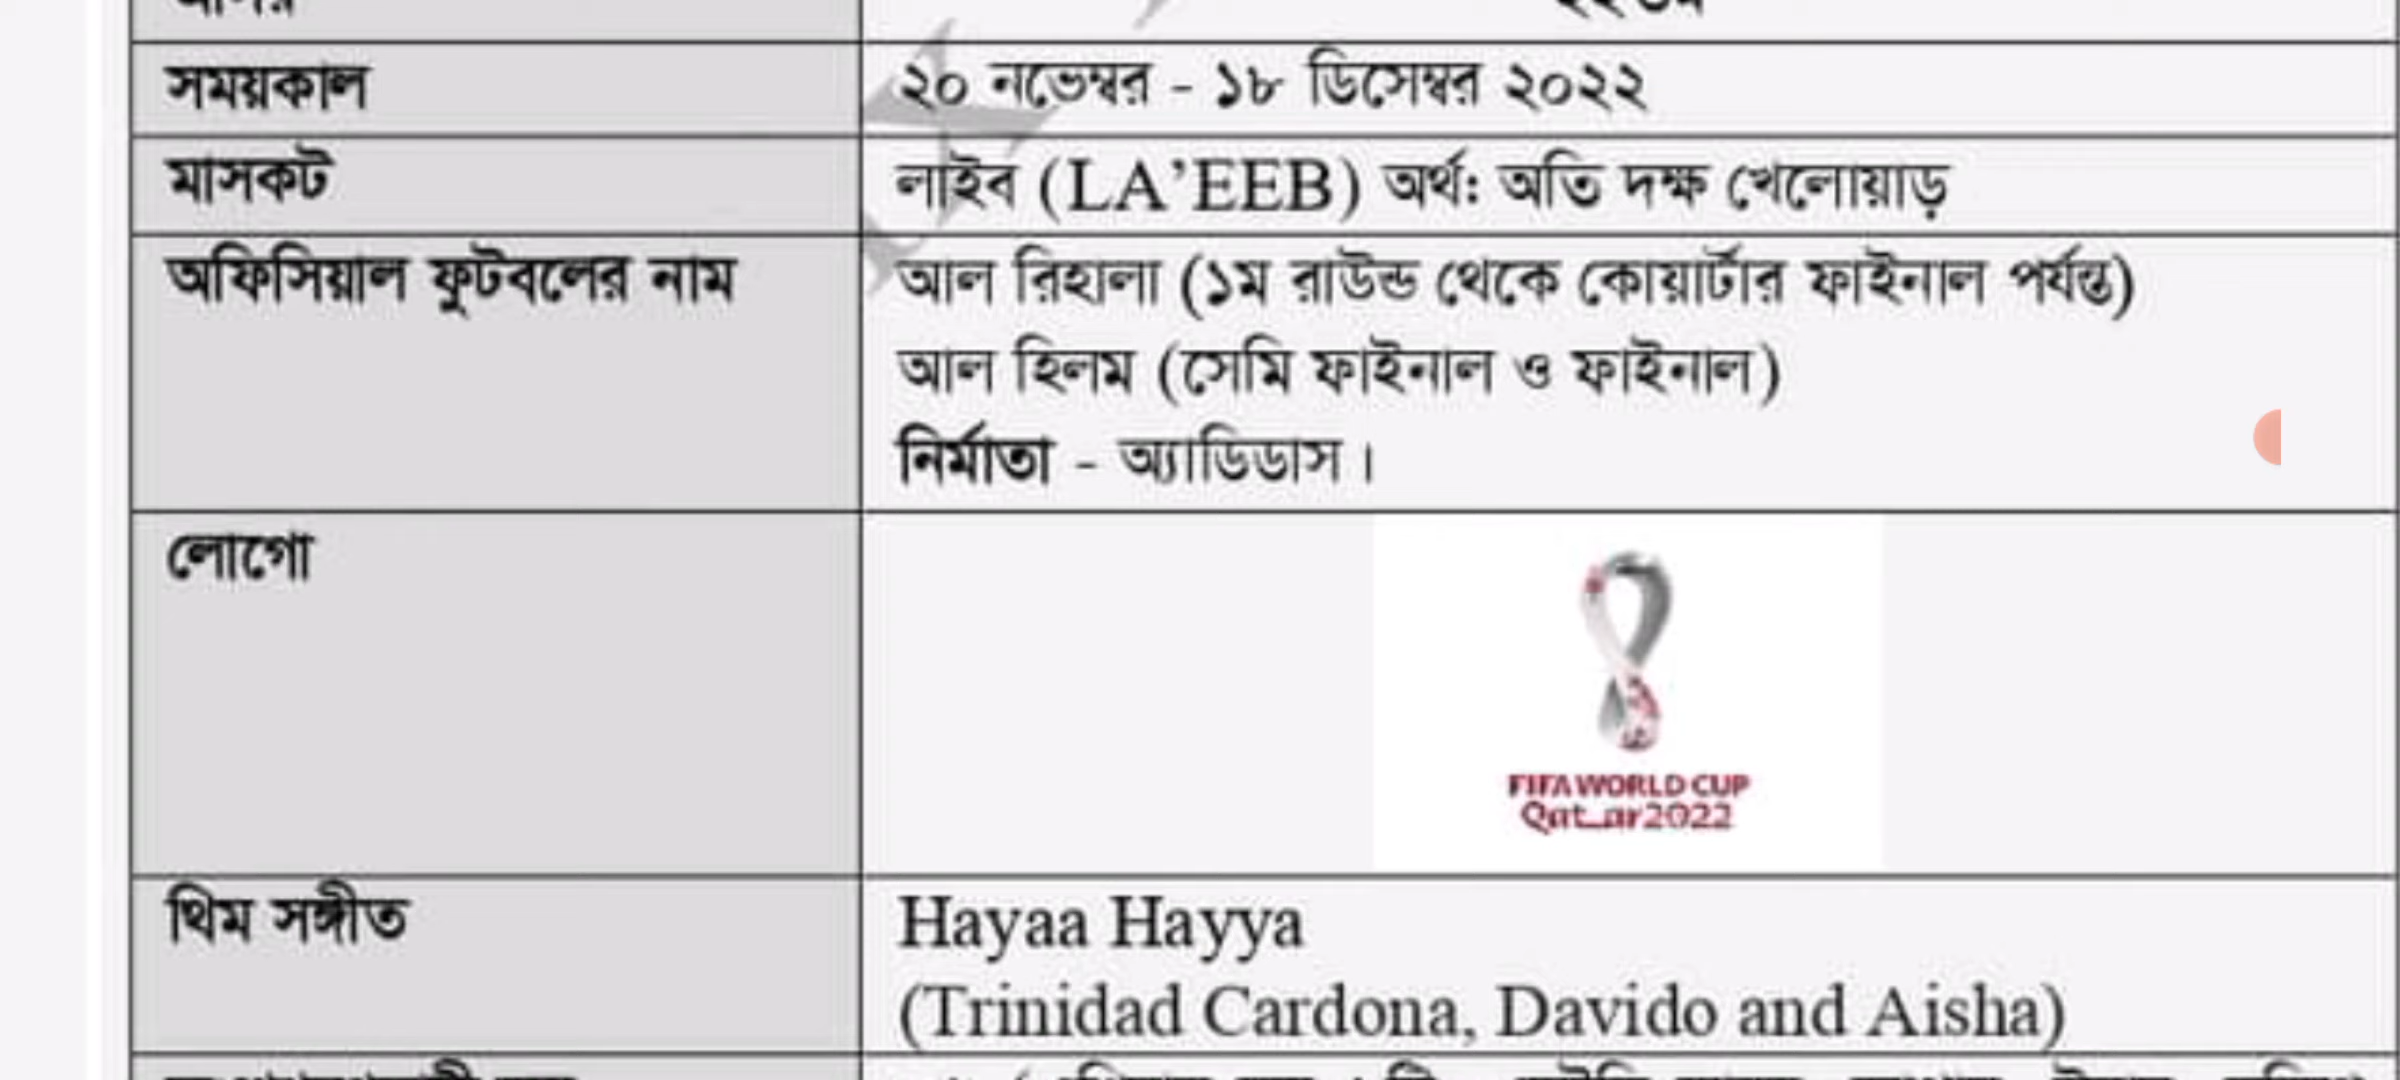 সময়কাল
২০ নভেম্বর - ১৮ ডিসেম্বর ২০২২
মাসকট
লাইব (LA’EEB) অর্থ: অতি দক্ষ খেলোয়াড়
অফিসিয়াল ফুটবলের নাম
আল রিহালা (১ম রাউন্ড থেকে কোয়ার্টার ফাইনাল পর্যন্ত)
আল হিলম (সেমি ফাইনাল ও ফাইনাল)
নির্মাতা - অ্যাডিডাস।
লোগো
FIFA WORLD CUP
Qatar2022
থিম সঙ্গীত
Hayaa Hayya
(Trinidad Cardona, Davido and Aisha)